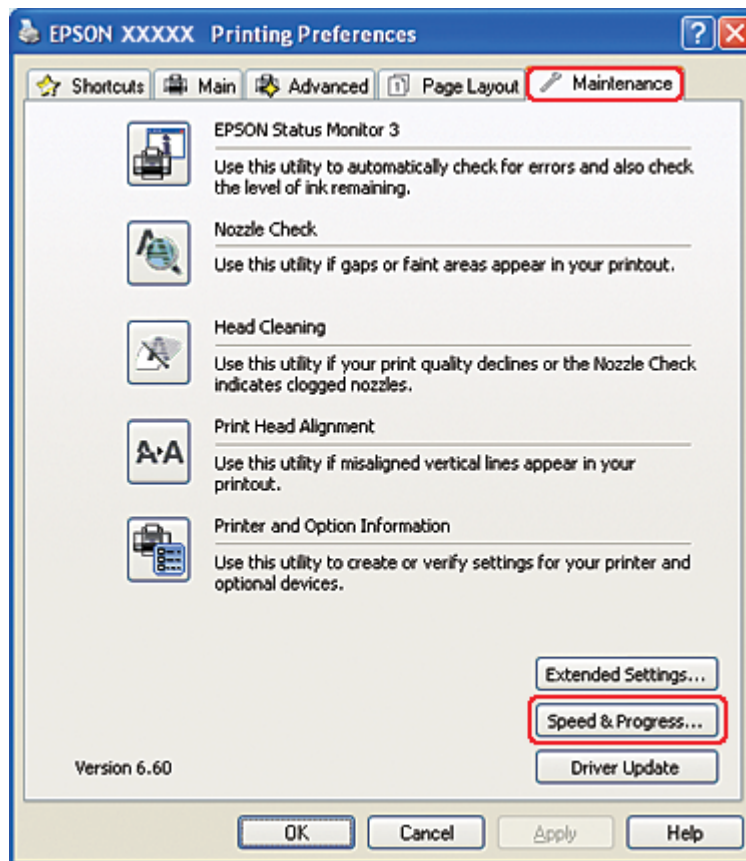 EPSON XXXXX Printing Preferences
Shortcuts Main Advanced 1 Page Layout Maintenance
EPSON Status Monitor 3
Use this utility to automatically check for errors and also check
the level of ink remaining.
Nozzle Check
Use this utility if gaps or faint areas appear in your printout.
Head Cleaning
Use this utility if your print quality declines or the Nozzle Check
indicates clogged nozzles.
A A
Print Head Alignment
Use this utility if misaligned vertical lines appear in your
printout.
Printer and Option Information
Use this utility to create or verify settings for your printer and
optional devices.
Extended Settings...
Speed & Progress...
Version 6.60
Driver Update
OK Cancel Apply Help